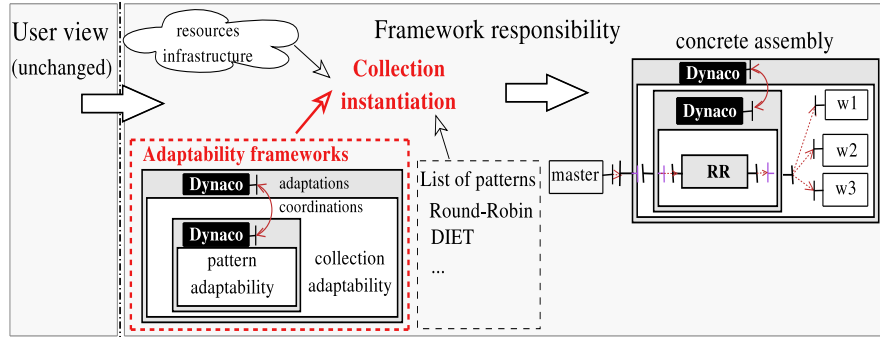 User view
(unchanged)
resources
infrastructure
Framework responsibility
Collection
instantiation
Adaptability frameworks
Dynaco
adaptations
coordinations
Dynaco
pattern
adaptability
collection
adaptability
List of patterns
Round-Robin
DIET
...
concrete assembly
Dynaco
Dynaco
master
RR
w1
w2
w3